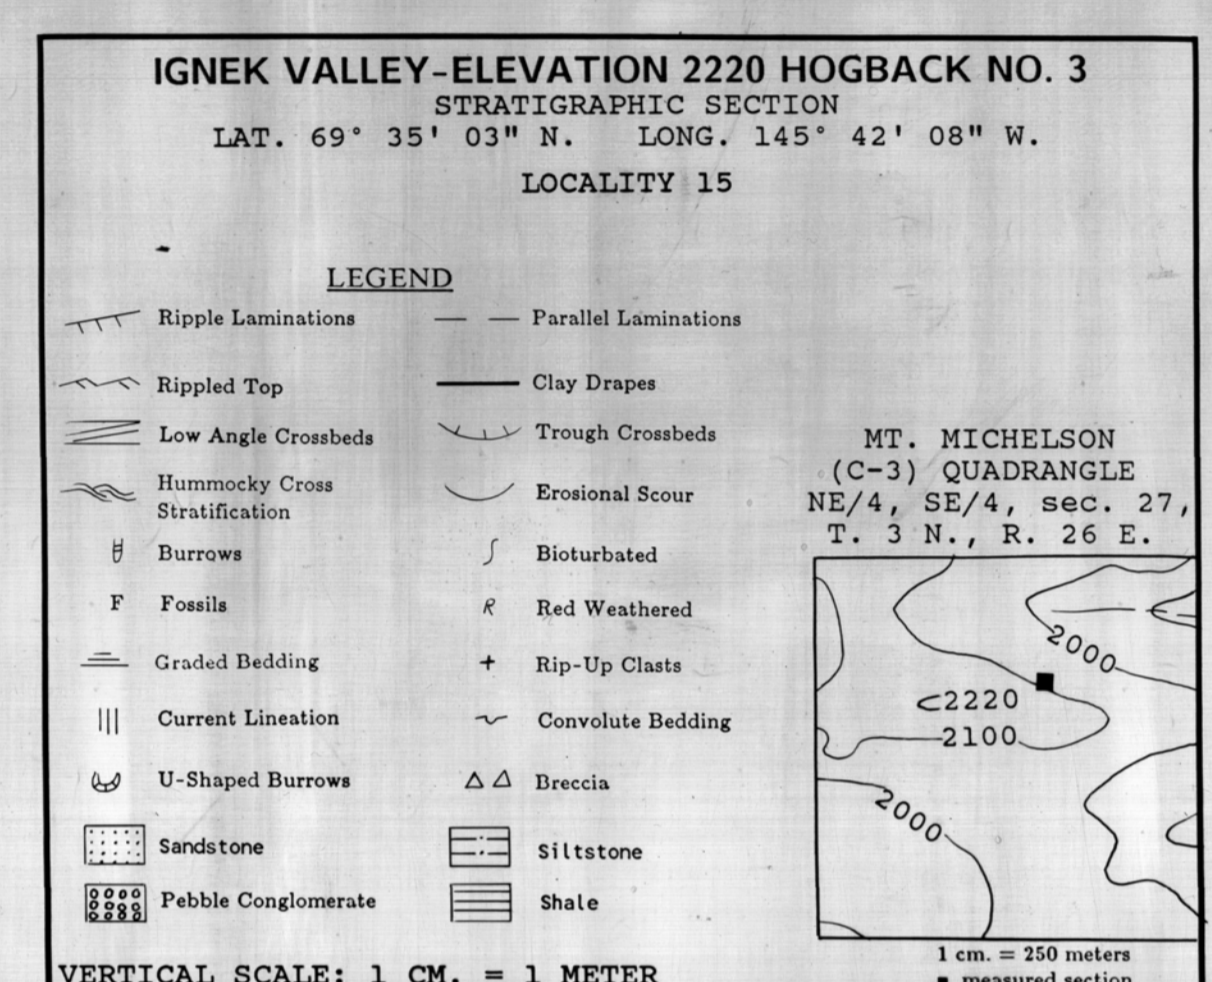 IGNEK VALLEY-ELEVATION 2220 HOGBACK NO. 3
STRATIGRAPHIC SECTION
LAT. 69° 35' 03" N. LONG. 145° 42' 08" W.
LOCALITY 15
LEGEND
Ripple Laminations
Parallel Laminations
Rippled Top
Clay Drapes
Low Angle Crossbeds
Trough Crossbeds
Hummocky Cross
Stratification
Erosional Scour
Burrows
Bioturbated
F Fossils
R Red Weathered
Graded Bedding
Rip-Up Clasts
Current Lineation
Convolute Bedding
U-Shaped Burrows
Breccia
Sandstone
Siltstone
Pebble Conglomerate
Shale
VERTICAL SCALE: 1 CM. = 1 METER
MT. MICHELSON
(C-3) QUADRANGLE
NE/4, SE/4, sec. 27,
T. 3 N., R. 26 E.
2000
2220
2100
2000
1 cm. = 250 meters
measured section